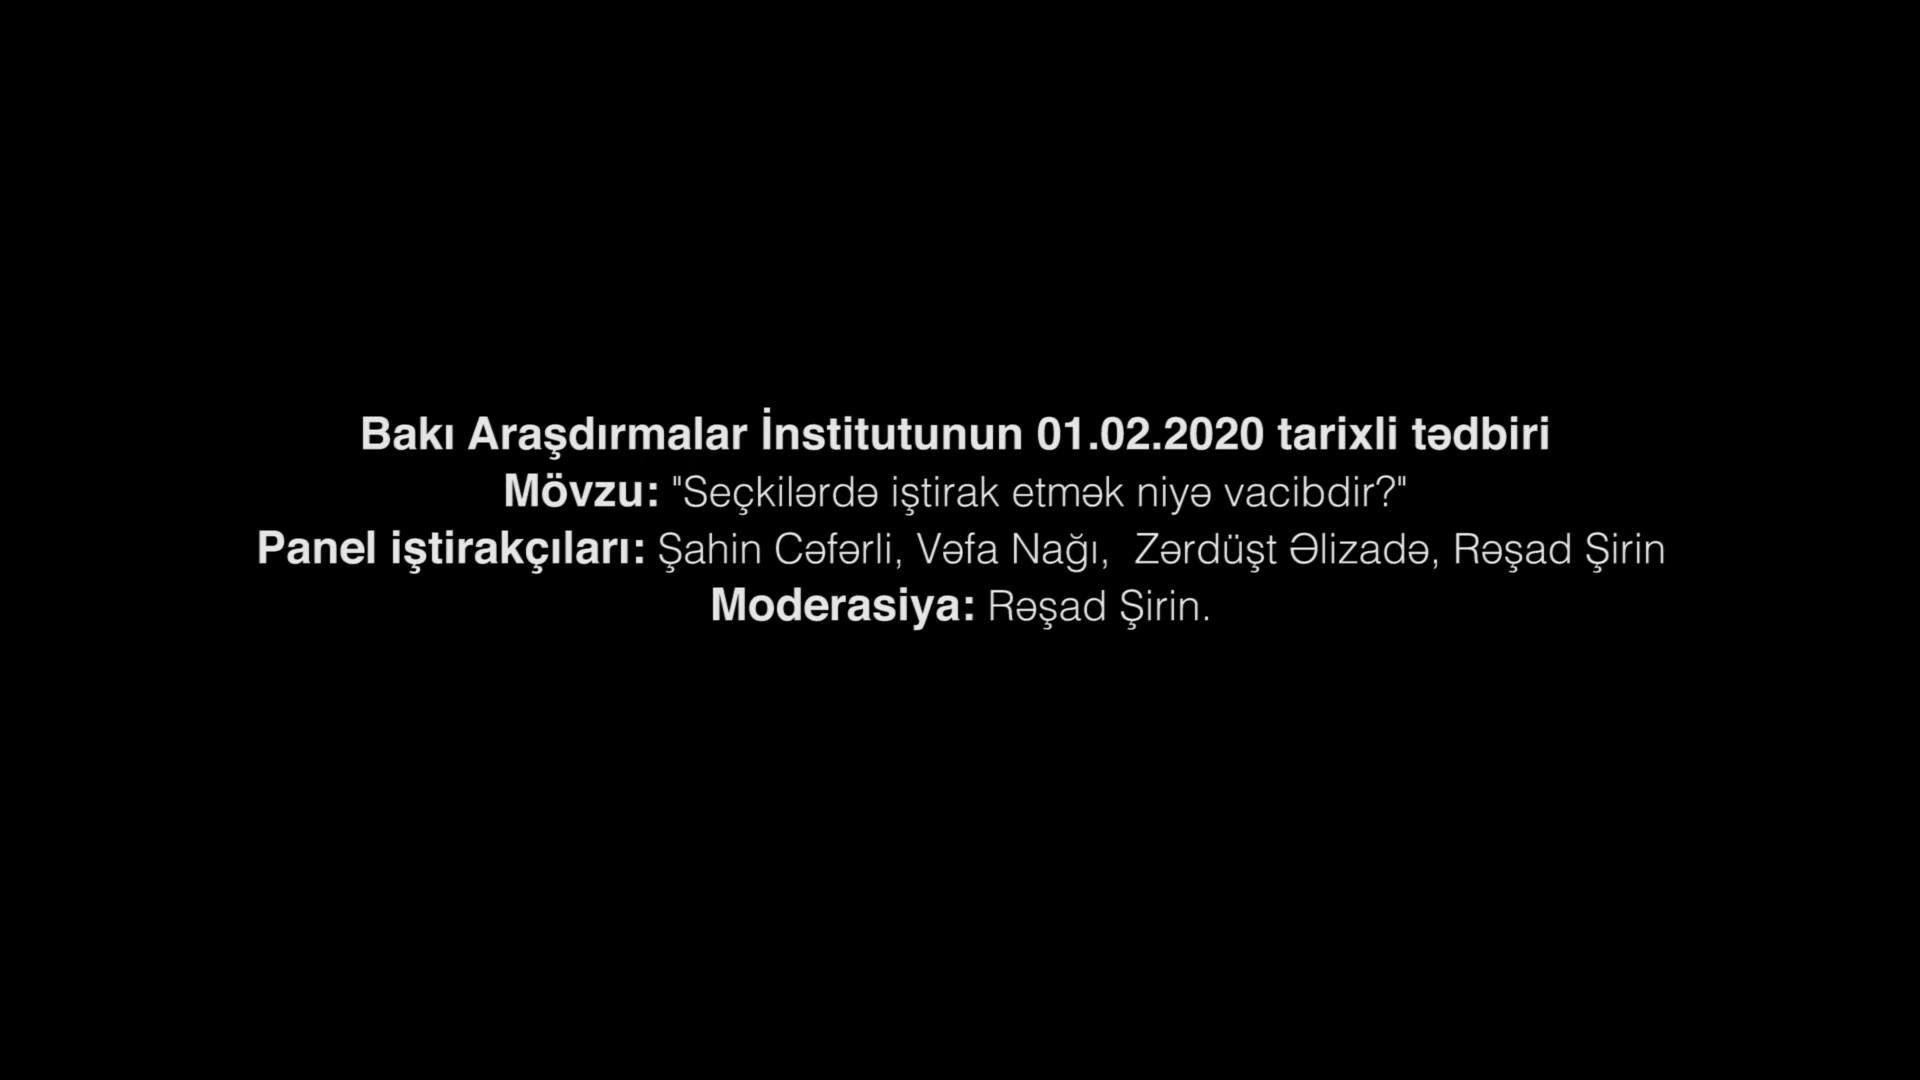 Bakı Araşdırmalar İnstitutunun 01.02.2020 tarixli tədbiri
Mövzu: "Seçkilərdə iştirak etmək niyə vacibdir?"
Panel iştirakçıları: Şahin Cəfərli, Vəfa Nağı, Zərdüşt Əlizadə, Rəşad Şirin
Moderasiya: Rəşad Şirin.